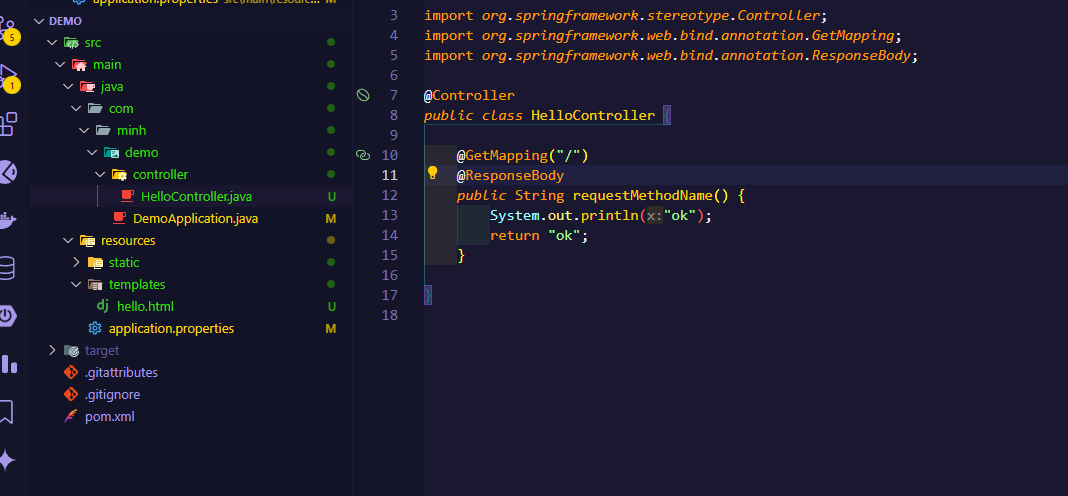 application.properties src\main\resourc... M
DEMO
src
main
java
com
minh
demo
controller
HelloController.java U
DemoApplication.java M
resources
static
templates
dj hello.html U
application.properties M
target
.gitattributes
.gitignore
pom.xml
5
1
3 import org.springframework.stereotype.Controller;
4 import org.springframework.web.bind.annotation.GetMapping;
5 import org.springframework.web.bind.annotation.ResponseBody;
6
7 @Controller
8 public class HelloController {
9
10 @GetMapping("/")
11 @ResponseBody
12 public String requestMethodName() {
13 System.out.println(x:"ok");
14 return "ok";
15 }
16
17 }
18